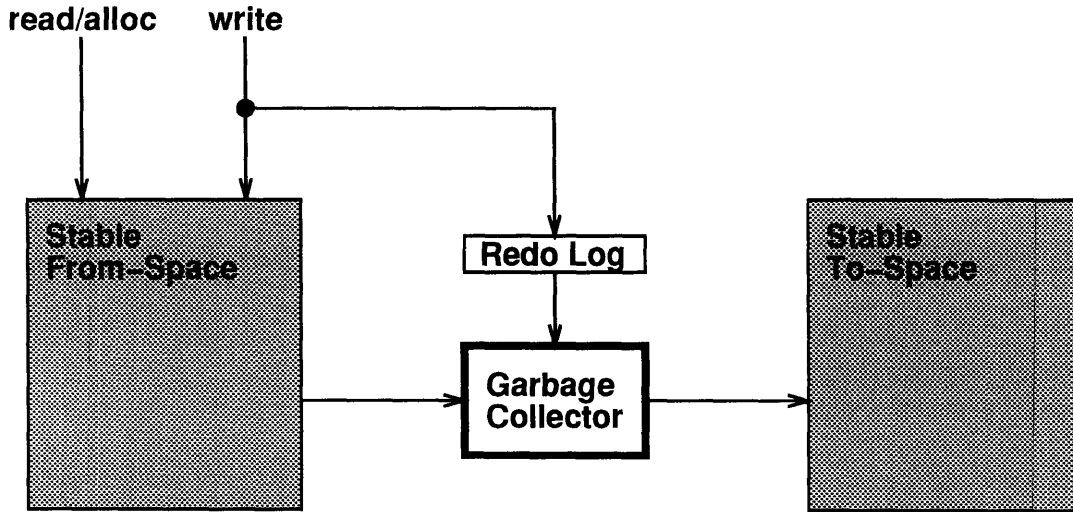 read/alloc
write
Stable
From-Space
Redo Log
Garbage
Collector
Stable
To-Space